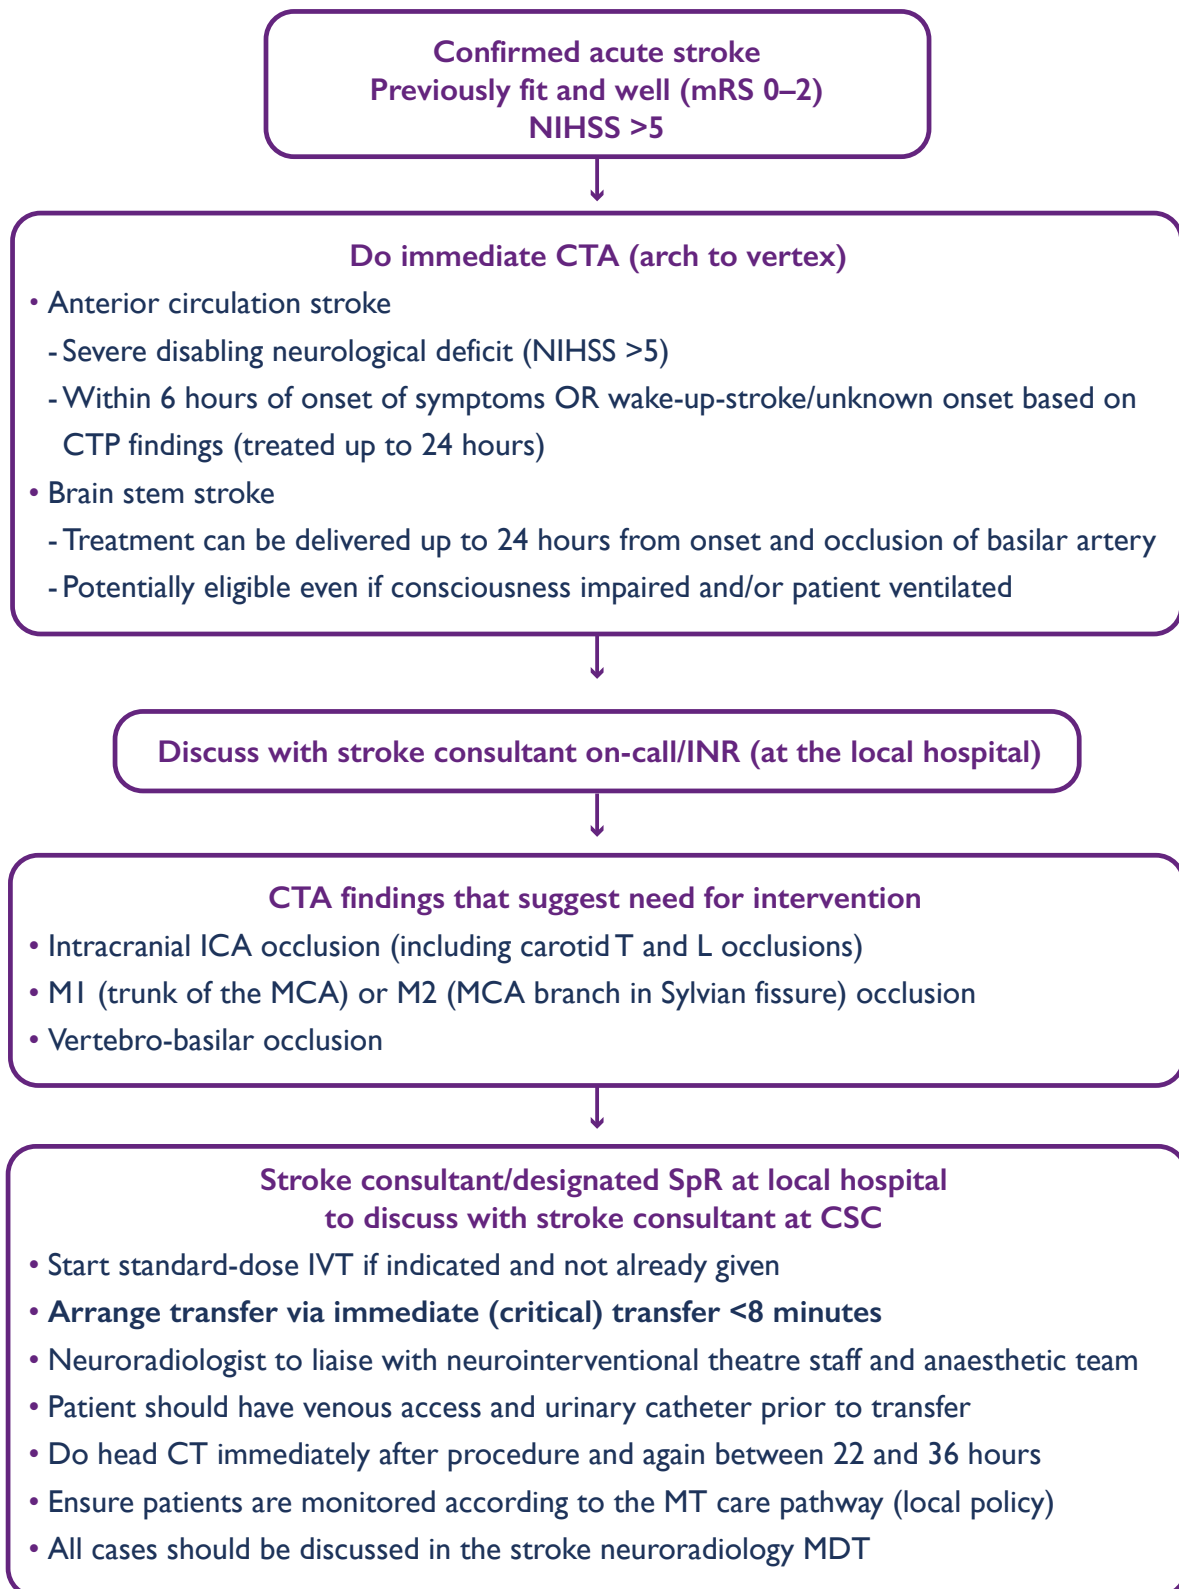 Confirmed acute stroke
Previously fit and well (mRS 0–2)
NIHSS >5
Do immediate CTA (arch to vertex)
• Anterior circulation stroke
- Severe disabling neurological deficit (NIHSS >5)
- Within 6 hours of onset of symptoms OR wake-up-stroke/unknown onset based on
CTP findings (treated up to 24 hours)
• Brain stem stroke
- Treatment can be delivered up to 24 hours from onset and occlusion of basilar artery
- Potentially eligible even if consciousness impaired and/or patient ventilated
Discuss with stroke consultant on-call/INR (at the local hospital)
CTA findings that suggest need for intervention
• Intracranial ICA occlusion (including carotid T and L occlusions)
• M1 (trunk of the MCA) or M2 (MCA branch in Sylvian fissure) occlusion
• Vertebro-basilar occlusion
Stroke consultant/designated SpR at local hospital
to discuss with stroke consultant at CSC
• Start standard-dose IVT if indicated and not already given
• Arrange transfer via immediate (critical) transfer <8 minutes
• Neuroradiologist to liaise with neurointerventional theatre staff and anaesthetic team
• Patient should have venous access and urinary catheter prior to transfer
• Do head CT immediately after procedure and again between 22 and 36 hours
• Ensure patients are monitored according to the MT care pathway (local policy)
• All cases should be discussed in the stroke neuroradiology MDT